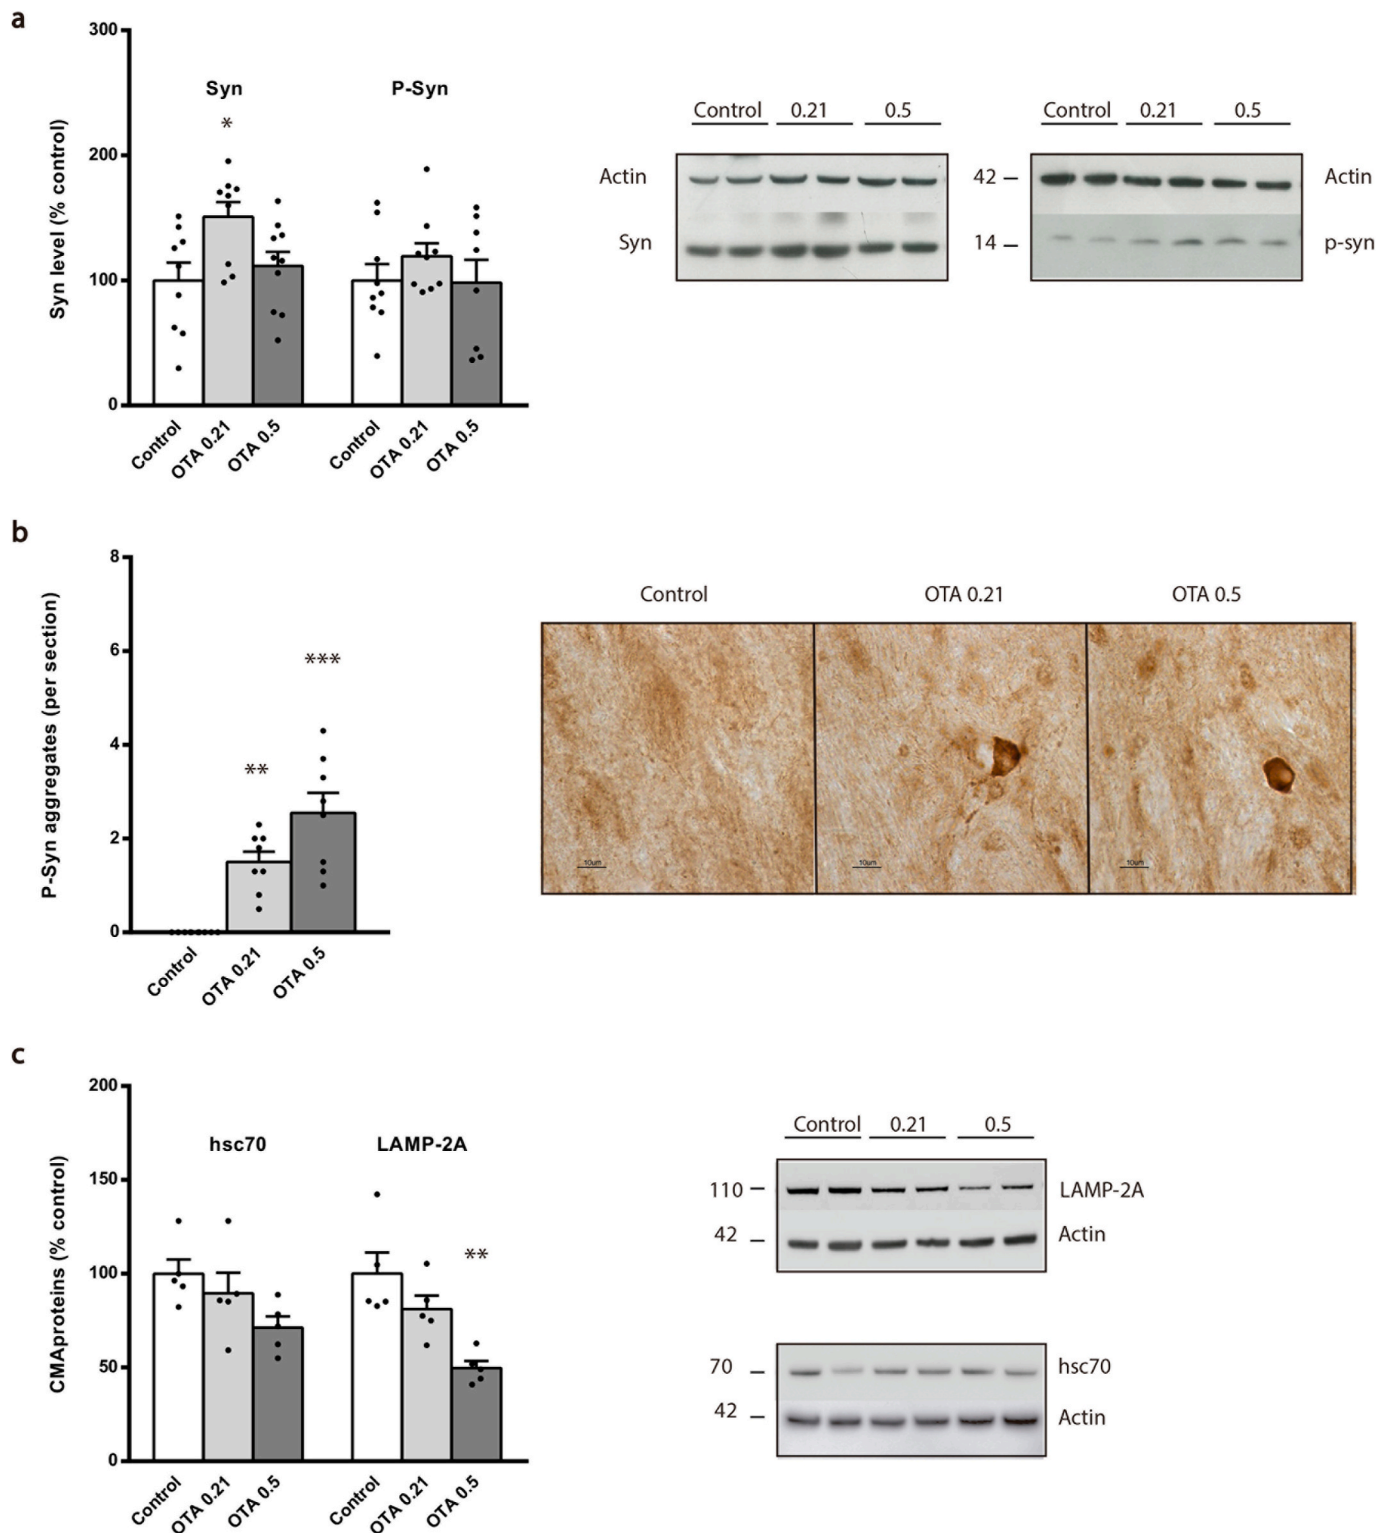 a
300
200
100
0
Syn level (% control)
Syn
P-Syn
*
Control
OTA 0.21
OTA 0.5
Control
OTA 0.21
OTA 0.5
Control 0.21 0.5
Actin
Syn
Control 0.21 0.5
42 – Actin
14 – p-syn
b
8
6
4
2
0
P-Syn aggregates (per section)
**
***
Control
OTA 0.21
OTA 0.5
Control OTA 0.21 OTA 0.5
10um 10um 10um
c
200
150
100
50
0
CMAproteins (% control)
hsc70
LAMP-2A
**
Control
OTA 0.21
OTA 0.5
Control
OTA 0.21
OTA 0.5
Control 0.21 0.5
110 – LAMP-2A
42 – Actin
70 – hsc70
42 – Actin